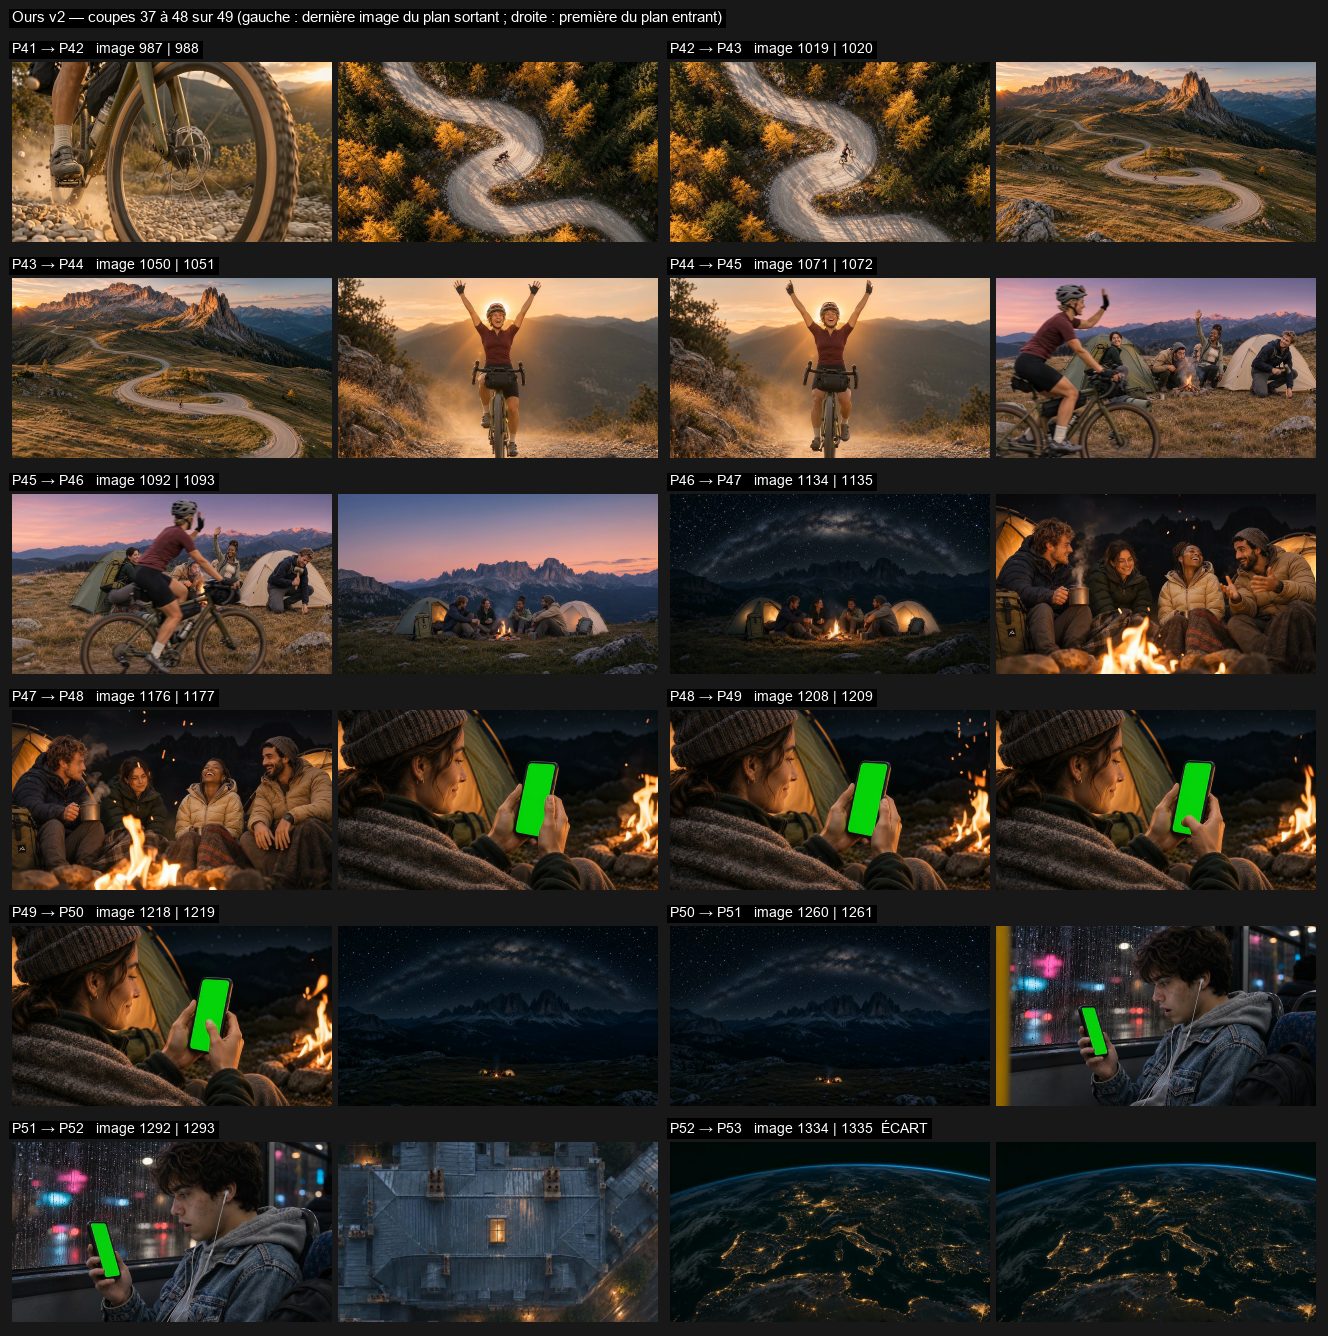 Ours v2 — coupes 37 à 48 sur 49 (gauche : dernière image du plan sortant ; droite : première du plan entrant)
P41 → P42 image 987 | 988
P42 → P43 image 1019 | 1020
P43 → P44 image 1050 | 1051
P44 → P45 image 1071 | 1072
P45 → P46 image 1092 | 1093
P46 → P47 image 1134 | 1135
P47 → P48 image 1176 | 1177
P48 → P49 image 1208 | 1209
P49 → P50 image 1218 | 1219
P50 → P51 image 1260 | 1261
P51 → P52 image 1292 | 1293
P52 → P53 image 1334 | 1335 ÉCART